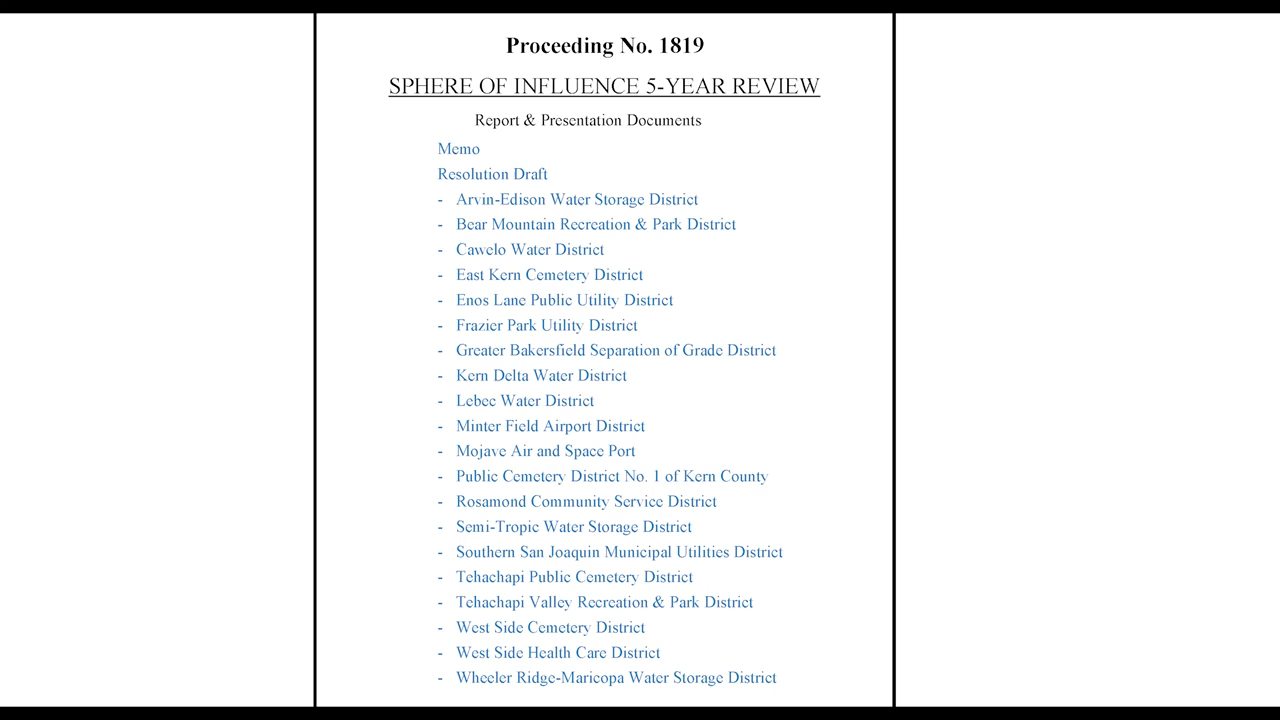 Proceeding No. 1819
SPHERE OF INFLUENCE 5-YEAR REVIEW
Report & Presentation Documents
Memo
Resolution Draft
- Arvin-Edison Water Storage District
- Bear Mountain Recreation & Park District
- Cawelo Water District
- East Kern Cemetery District
- Enos Lane Public Utility District
- Frazier Park Utility District
- Greater Bakersfield Separation of Grade District
- Kern Delta Water District
- Lebec Water District
- Minter Field Airport District
- Mojave Air and Space Port
- Public Cemetery District No. 1 of Kern County
- Rosamond Community Service District
- Semi-Tropic Water Storage District
- Southern San Joaquin Municipal Utilities District
- Tehachapi Public Cemetery District
- Tehachapi Valley Recreation & Park District
- West Side Cemetery District
- West Side Health Care District
- Wheeler Ridge-Maricopa Water Storage District